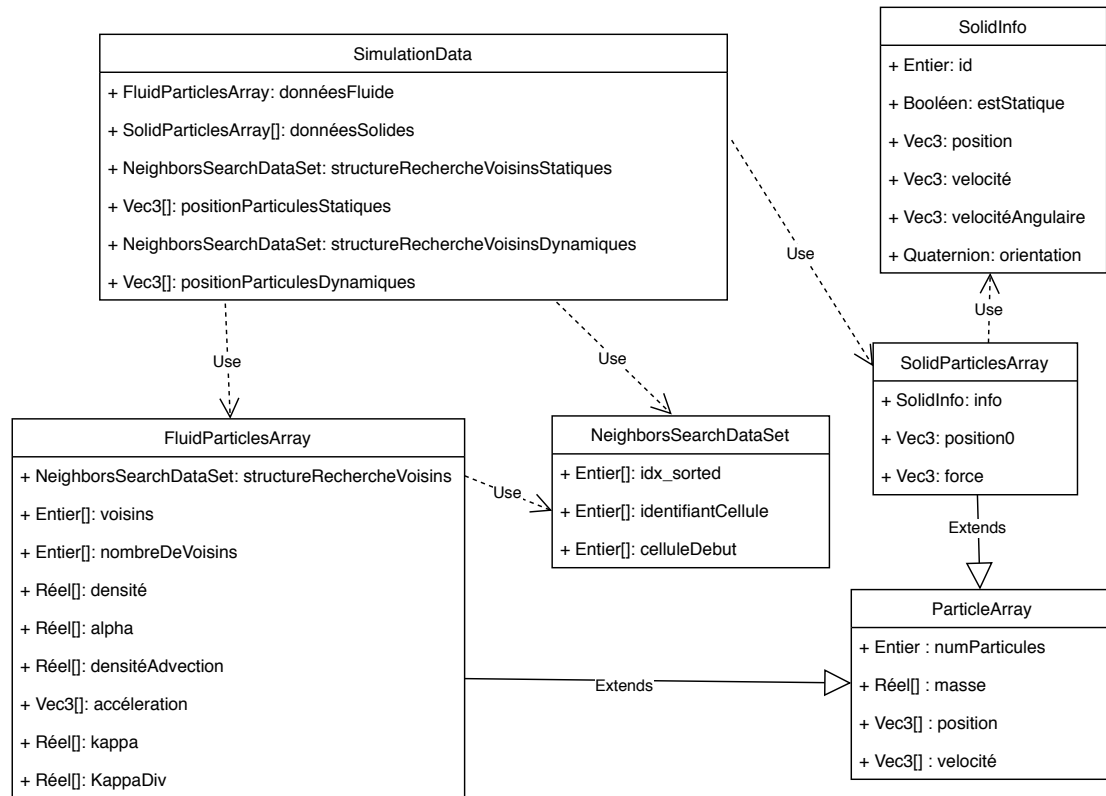 SimulationData
+ FluidParticlesArray: donnéesFluide
+ SolidParticlesArray[]: donnéesSolides
+ NeighborsSearchDataSet: structureRechercheVoisinsStatiques
+ Vec3[]: positionParticulesStatiques
+ NeighborsSearchDataSet: structureRechercheVoisinsDynamiques
+ Vec3[]: positionParticulesDynamiques
SolidInfo
+ Entier: id
+ Booléen: estStatique
+ Vec3: position
+ Vec3: velocité
+ Vec3: velocitéAngulaire
+ Quaternion: orientation
Use
Use
Use
Use
SolidParticlesArray
+ SolidInfo: info
+ Vec3: position0
+ Vec3: force
FluidParticlesArray
+ NeighborsSearchDataSet: structureRechercheVoisins
+ Entier[]: voisins
+ Entier[]: nombreDeVoisins
+ Réel[]: densité
+ Réel[]: alpha
+ Réel[]: densitéAdvection
+ Vec3[]: accéleration
+ Réel[]: kappa
+ Réel[]: KappaDiv
Use
NeighborsSearchDataSet
+ Entier[]: idx_sorted
+ Entier[]: identifiantCellule
+ Entier[]: celluleDebut
Extends
Extends
ParticleArray
+ Entier : numParticules
+ Réel[] : masse
+ Vec3[] : position
+ Vec3[] : velocité